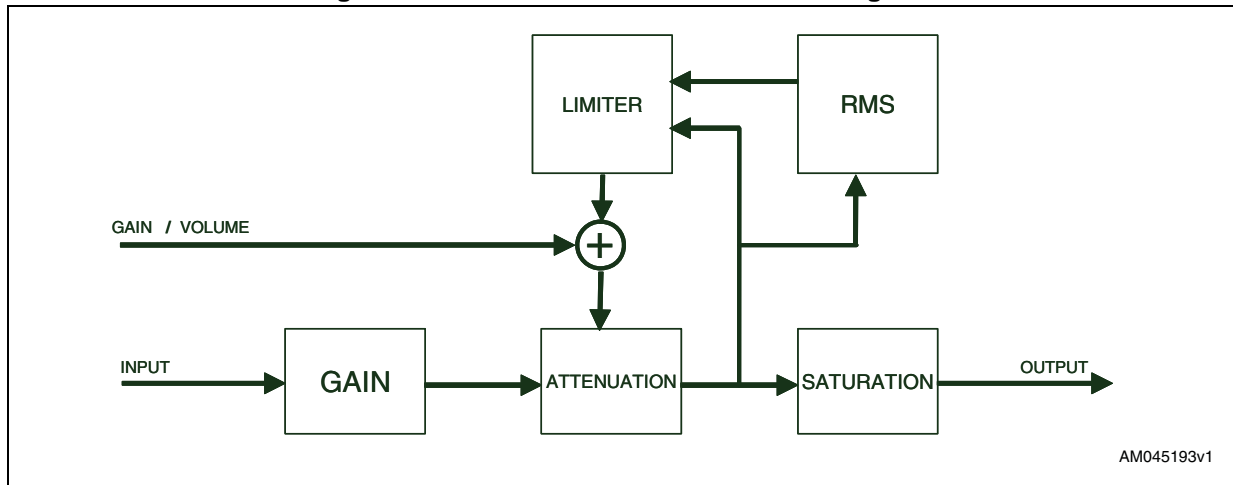 LIMITER
RMS
GAIN / VOLUME
+
INPUT
GAIN
ATTENUATION
SATURATION
OUTPUT
AM045193v1